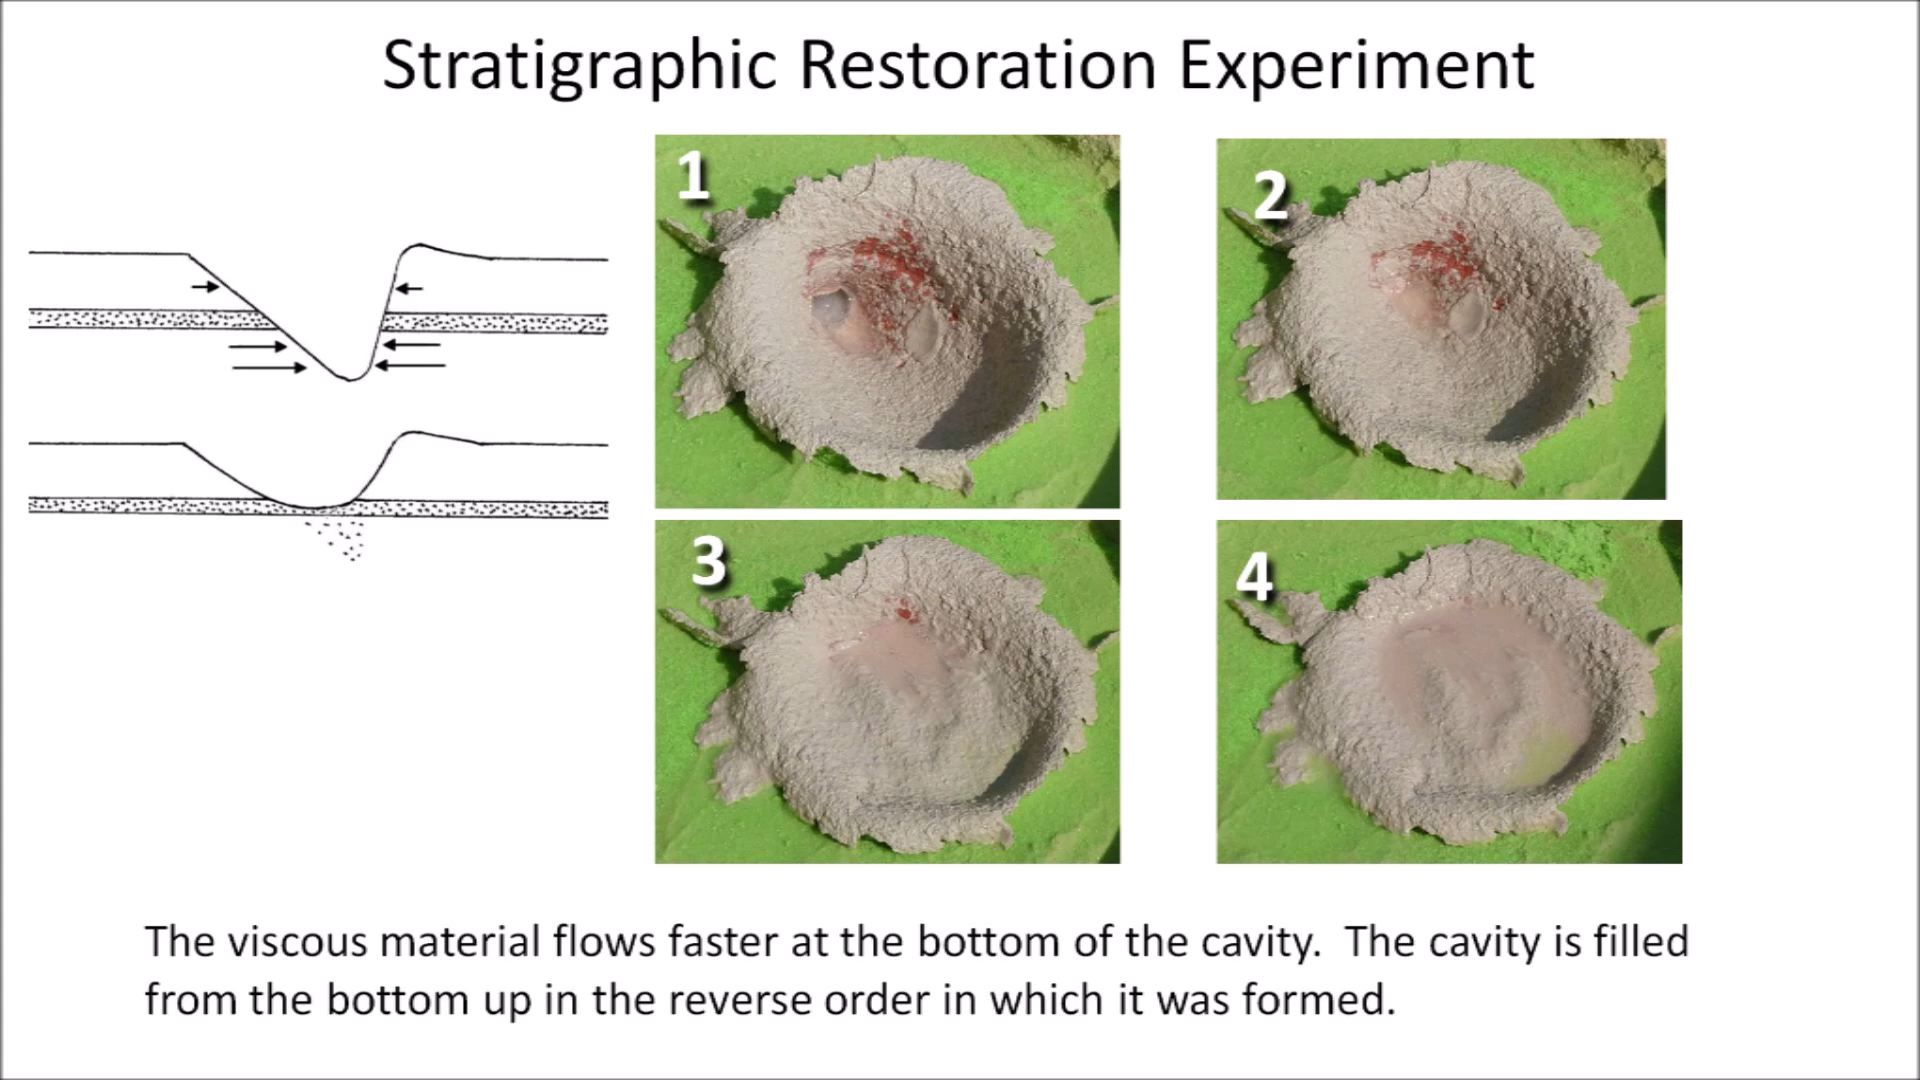 Stratigraphic Restoration Experiment
1
2
3
4
The viscous material flows faster at the bottom of the cavity. The cavity is filled
from the bottom up in the reverse order in which it was formed.